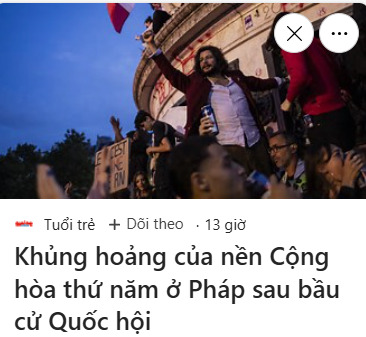 Tuổi trẻ + Dõi theo · 13 giờ
Khủng hoảng của nền Cộng
hòa thứ năm ở Pháp sau bầu
cử Quốc hội